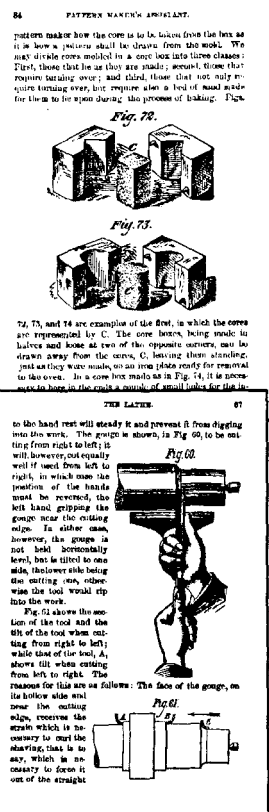 84 PATTERN MAKER'S ASSISTANT.
pattern maker how the core is to be taken from the box as
it is how a pattern shall be drawn from the mold. We
may divide cores molded in a core box into three classes:
First, those that lie as they are made; second, those that
require turning over; and third, those that not only re-
quire turning over, but require also a bed of sand made
for them to lie upon during the process of baking. Figs.
Fig. 72.
C
Fig. 73.
72, 73, and 74 are examples of the first, in which the cores
are represented by C. The core boxes, being made in
halves and loose at two of the opposite corners, can be
drawn away from the cores, C, leaving them standing,
just as they were made, on an iron plate ready for removal
to the oven. In a core box made as in Fig. 74, it is neces-
sary to bore in the ends a couple of small holes for the in-
THE LATHE. 67
to the hand rest will steady it and prevent it from digging
into the work. The gouge is shown, in Fig 60, to be cut-
ting from right to left; it
will, however, cut equally
well if used from left to
right, in which case the
position of the hands
must be reversed, the
left hand gripping the
gouge near the cutting
edge. In either case,
however, the gouge is
not held horizontally
level, but is tilted to one
side, the lower side being
the cutting one, other-
wise the tool would rip
into the work.
Fig. 60.
Fig. 61 shows the sec-
tion of the tool and the
tilt of the tool when cut-
ting from right to left;
while that of the tool, A,
shows tilt when cutting
from left to right. The
reasons for this are as follows: The face of the gouge, on
its hollow side and
near the cutting
edge, receives the
strain which is ne-
cessary to curl the
shaving, that is to
say, which is ne-
cessary to force it
out of the straight
Fig. 61.
A
B